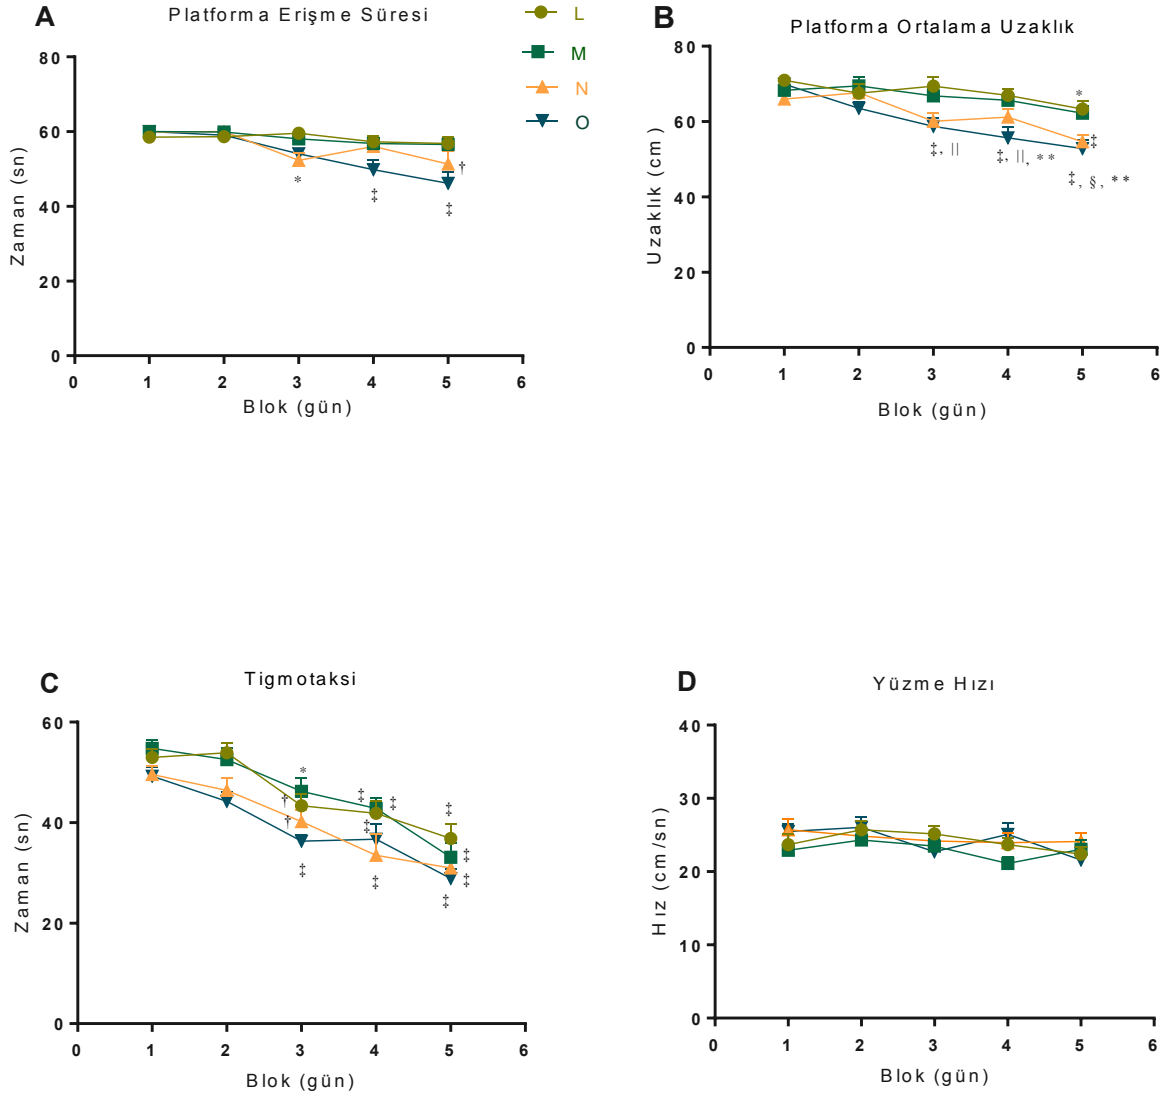 A
Platforma Erişme Süresi
L
M
N
O
80
60
40
20
0
Zaman (sn)
*
‡
†
‡
0 1 2 3 4 5 6
Blok (gün)
B
Platforma Ortalama Uzaklık
80
60
40
20
0
Uzaklık (cm)
*
‡
‡, ||
‡, ||, **
‡, §, **
0 1 2 3 4 5 6
Blok (gün)
C
Tigmotaksi
60
40
20
0
Zaman (sn)
*
†
†
‡
‡
‡
‡
‡
‡
‡
‡
‡
0 1 2 3 4 5 6
Blok (gün)
D
Yüzme Hızı
40
30
20
10
0
Hız (cm/sn)
0 1 2 3 4 5 6
Blok (gün)